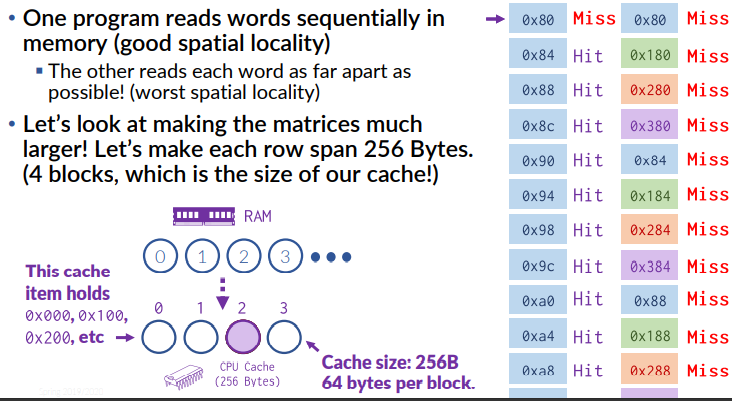 • One program reads words sequentially in
memory (good spatial locality)
▪ The other reads each word as far apart as
possible! (worst spatial locality)
• Let's look at making the matrices much
larger! Let's make each row span 256 Bytes.
(4 blocks, which is the size of our cache!)
RAM
0 1 2 3
This cache
item holds
0x000, 0x100,
0x200, etc
0 1 2 3
CPU Cache
(256 Bytes)
Cache size: 256B
64 bytes per block.
0x80 Miss 0x80 Miss
0x84 Hit 0x180 Miss
0x88 Hit 0x280 Miss
0x8c Hit 0x380 Miss
0x90 Hit 0x84 Miss
0x94 Hit 0x184 Miss
0x98 Hit 0x284 Miss
0x9c Hit 0x384 Miss
0xa0 Hit 0x88 Miss
0xa4 Hit 0x188 Miss
0xa8 Hit 0x288 Miss